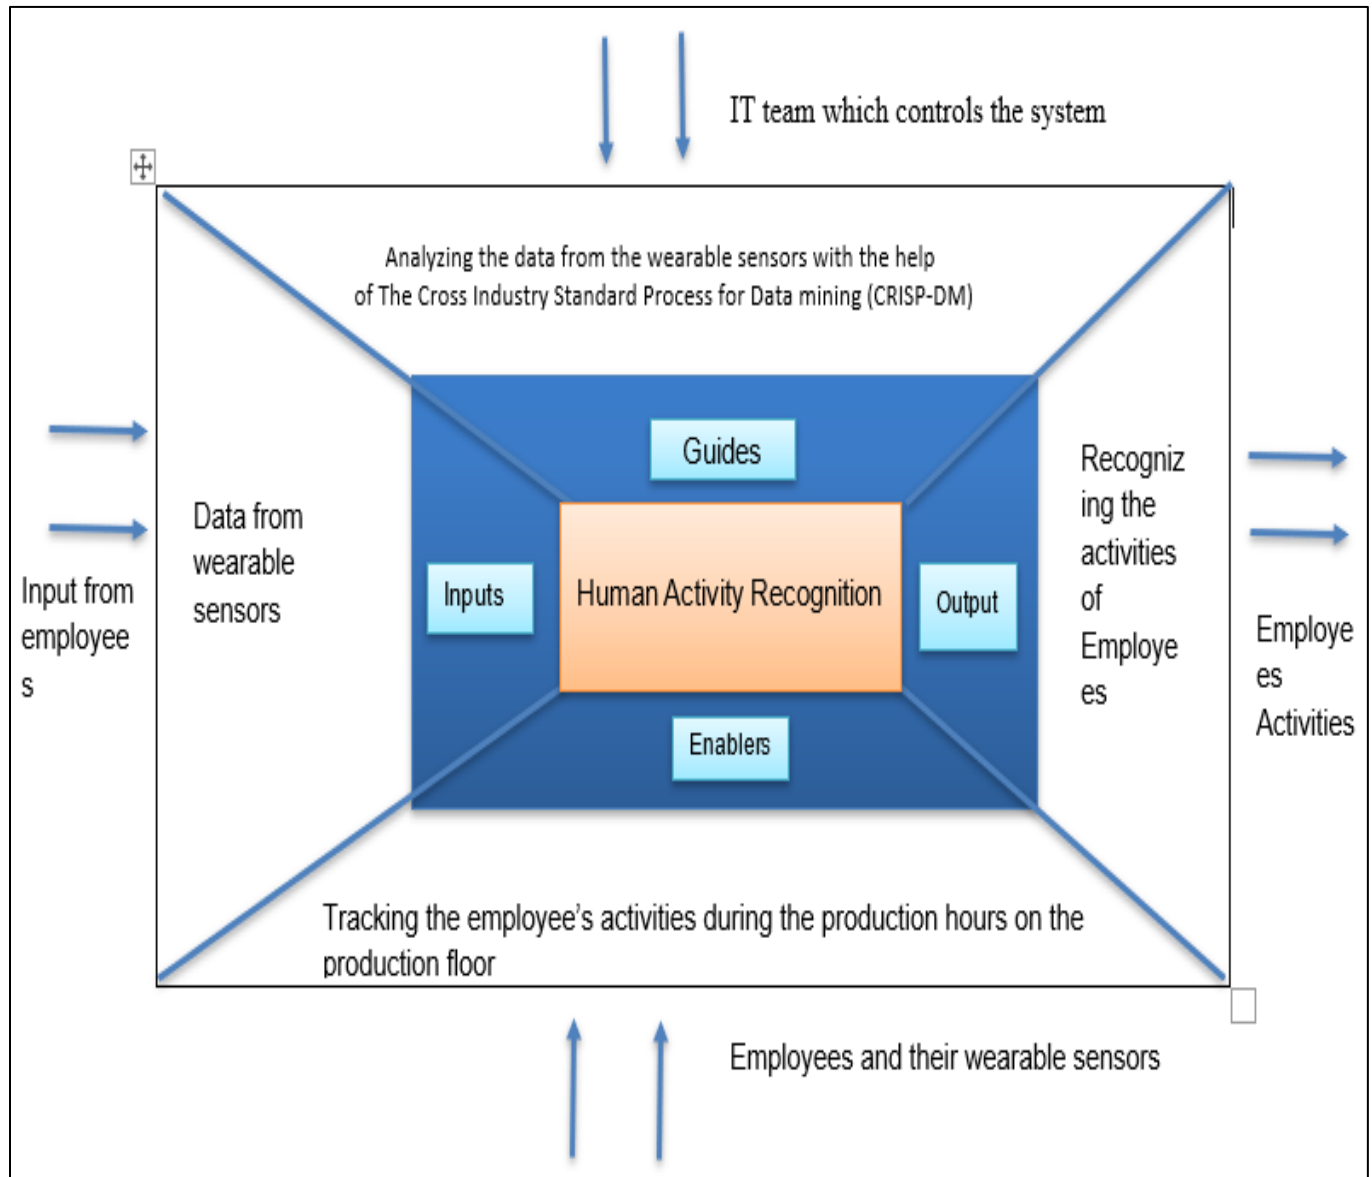 IT team which controls the system
Analyzing the data from the wearable sensors with the help
of The Cross Industry Standard Process for Data mining (CRISP-DM)
Guides
Data from
wearable
sensors
Inputs
Human Activity Recognition
Output
Recogniz
ing the
activities
of
Employe
es
Input from
employee
s
Employe
es
Activities
Enablers
Tracking the employee’s activities during the production hours on the
production floor
Employees and their wearable sensors